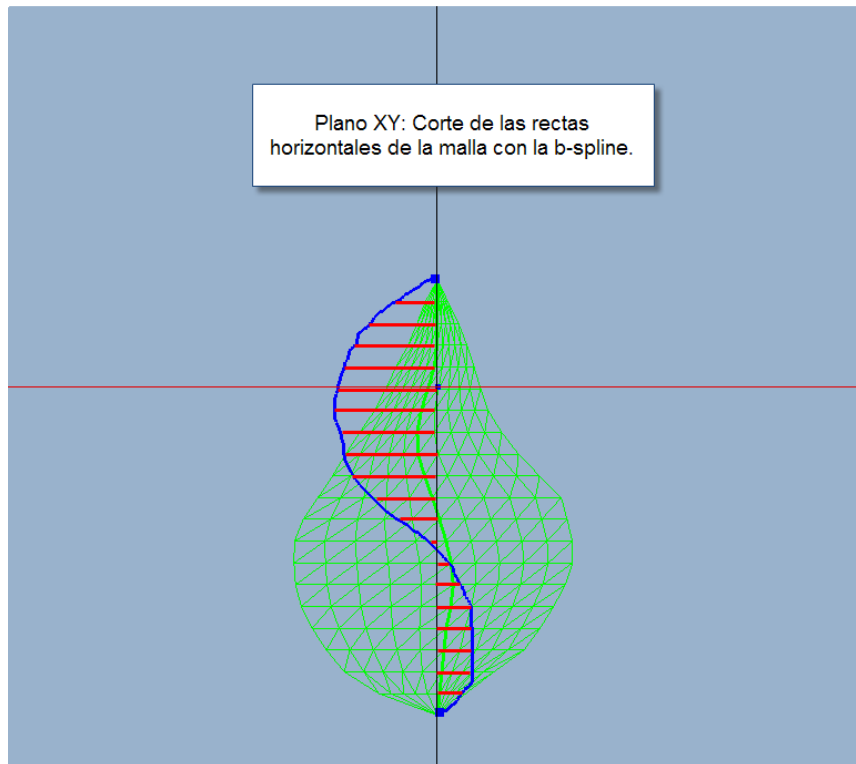 Plano XY: Corte de las rectas
horizontales de la malla con la b-spline.